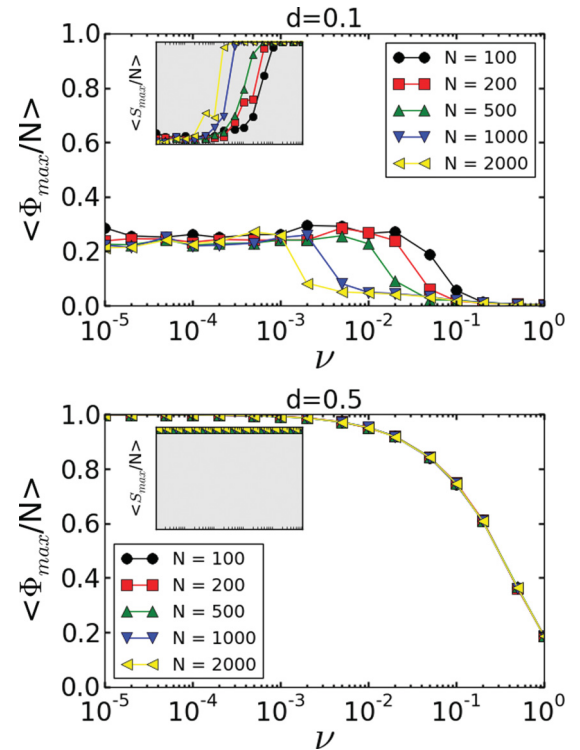 d=0.1
<Φmax/N>
1.0
0.8
0.6
0.4
0.2
0.0
<Smax/N>
N = 100
N = 200
N = 500
N = 1000
N = 2000
10⁻⁵ 10⁻⁴ 10⁻³ 10⁻² 10⁻¹ 10⁰
ν
d=0.5
<Φmax/N>
1.0
0.8
0.6
0.4
0.2
0.0
<Smax/N>
N = 100
N = 200
N = 500
N = 1000
N = 2000
10⁻⁵ 10⁻⁴ 10⁻³ 10⁻² 10⁻¹ 10⁰
ν